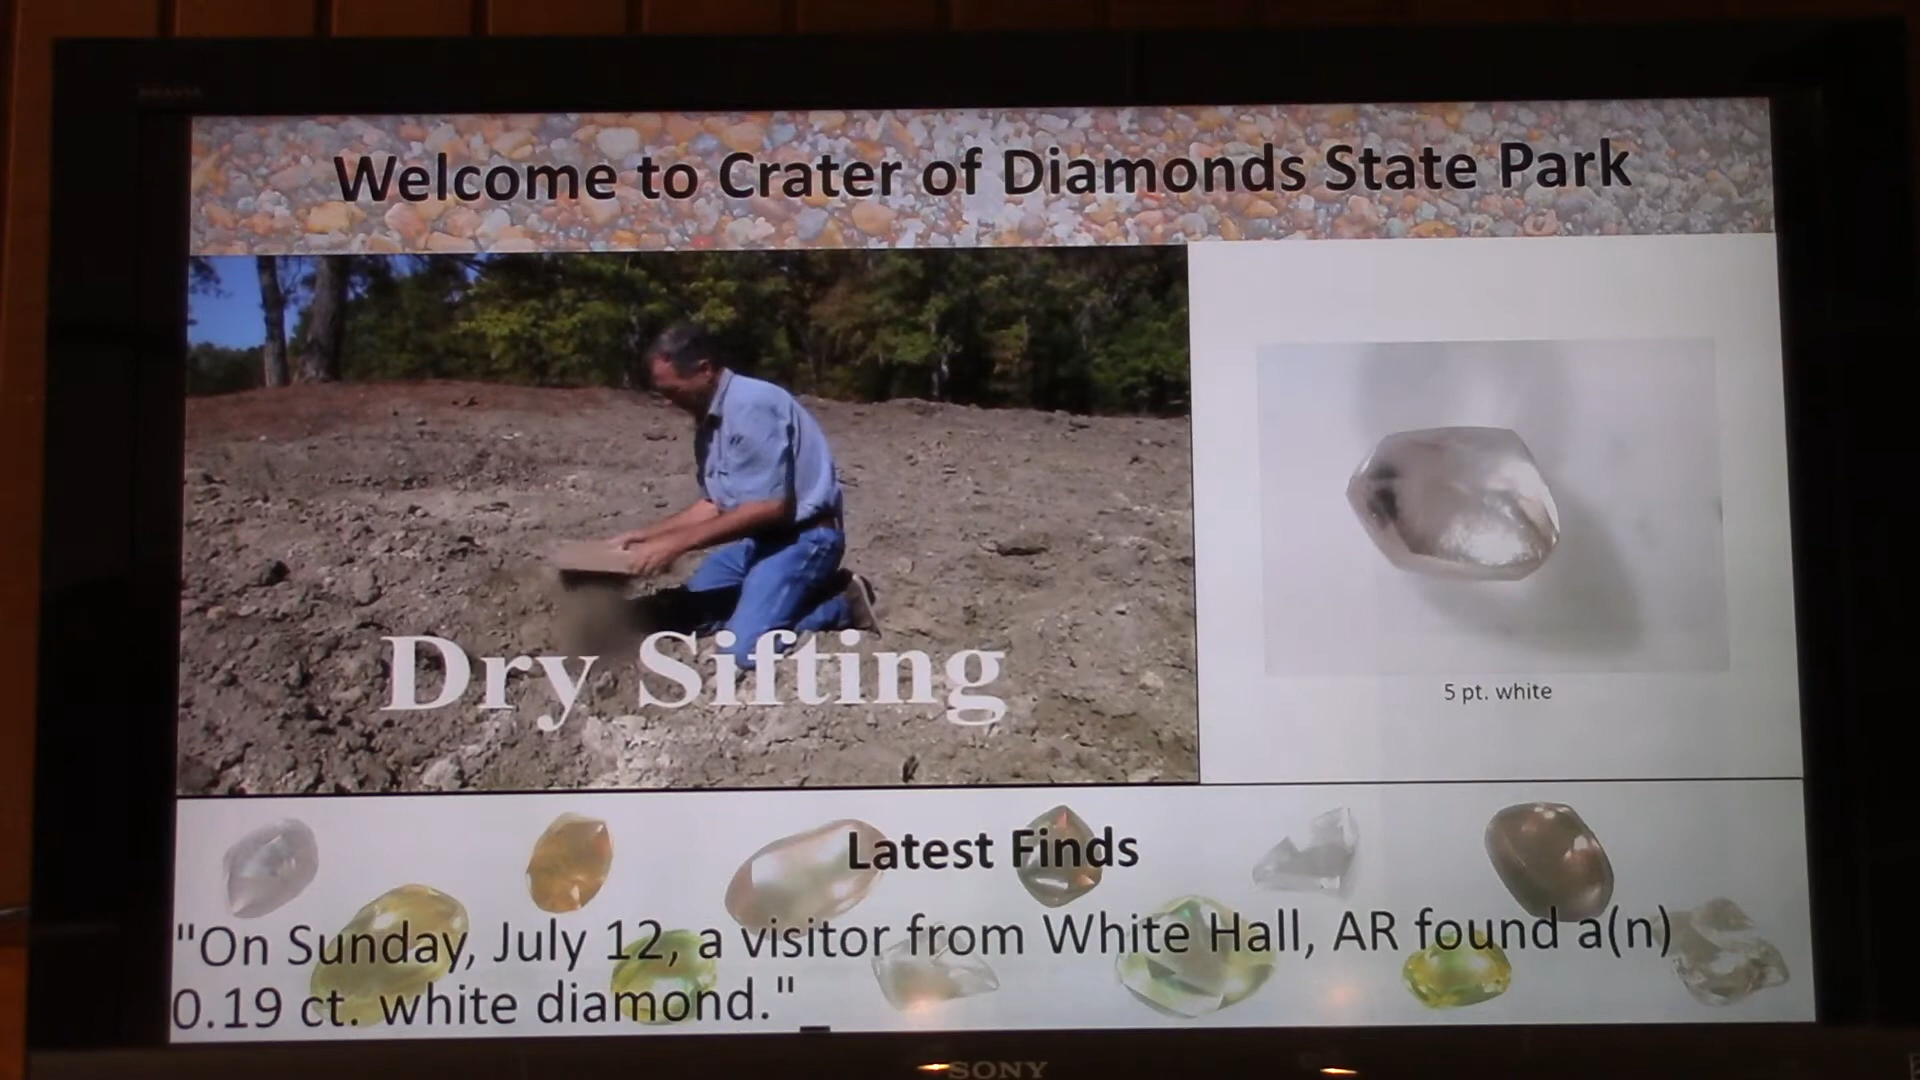 BRAVIA
Welcome to Crater of Diamonds State Park
Dry Sifting
5 pt. white
Latest Finds
"On Sunday, July 12, a visitor from White Hall, AR found a(n)
0.19 ct. white diamond."
SONY